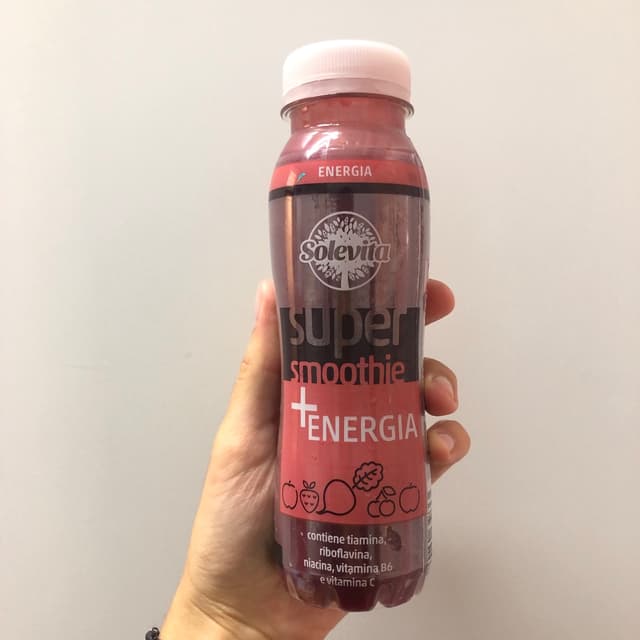 ENERGIA
Solevita
super
smoothie
+ENERGIA
contiene tiamina,
riboflavina,
niacina, vitamina B6
e vitamina C